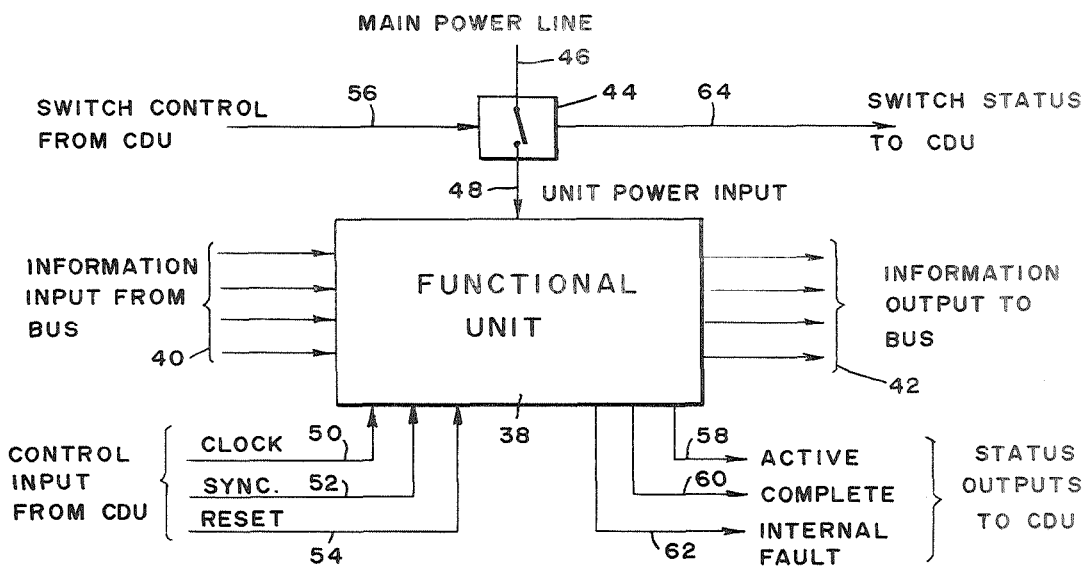 MAIN POWER LINE
46
SWITCH CONTROL
FROM CDU
56
44
64
SWITCH STATUS
TO CDU
48
UNIT POWER INPUT
INFORMATION
INPUT FROM
BUS
40
FUNCTIONAL
UNIT
INFORMATION
OUTPUT TO
BUS
42
38
CONTROL
INPUT
FROM CDU
CLOCK
50
SYNC.
52
RESET
54
58
ACTIVE
60
COMPLETE
62
INTERNAL
FAULT
STATUS
OUTPUTS
TO CDU